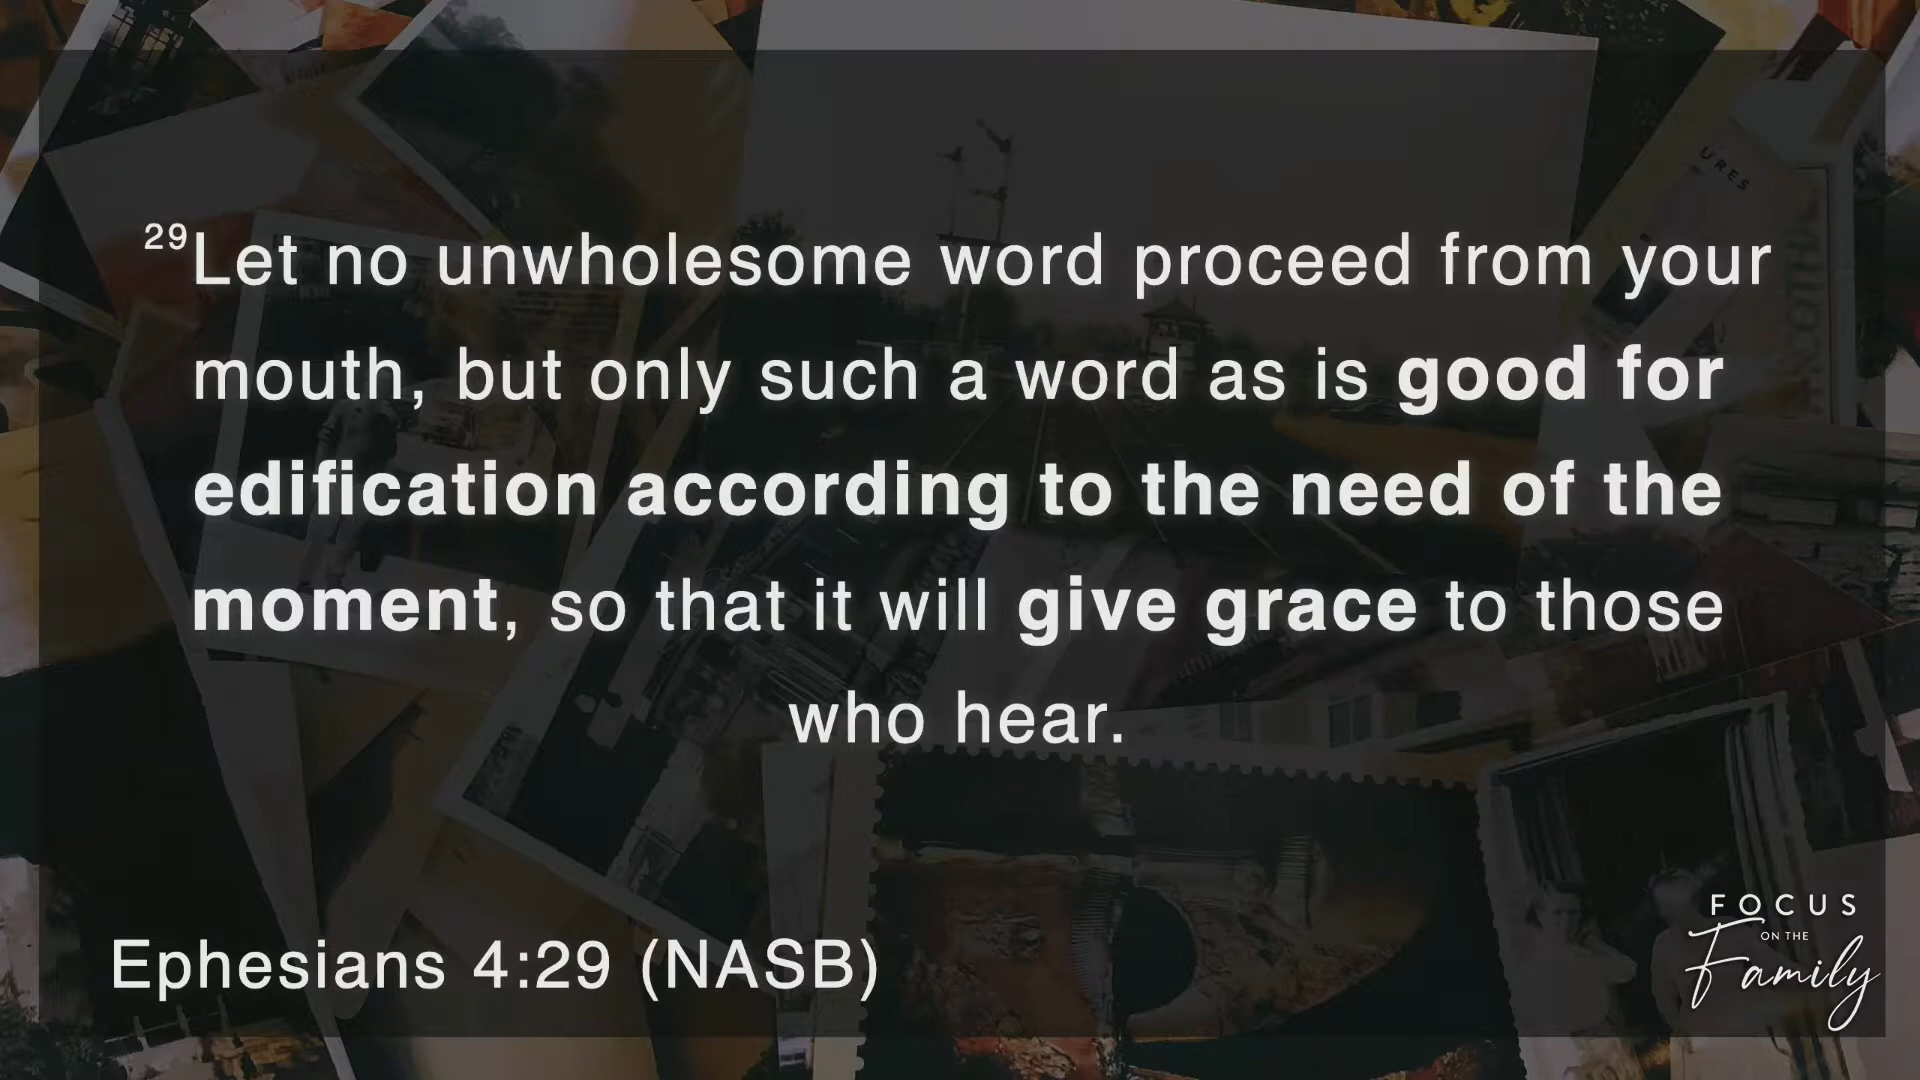 29Let no unwholesome word proceed from your
mouth, but only such a word as is good for
edification according to the need of the
moment, so that it will give grace to those
who hear.
Ephesians 4:29 (NASB)
FOCUS
ON THE
Family
URES